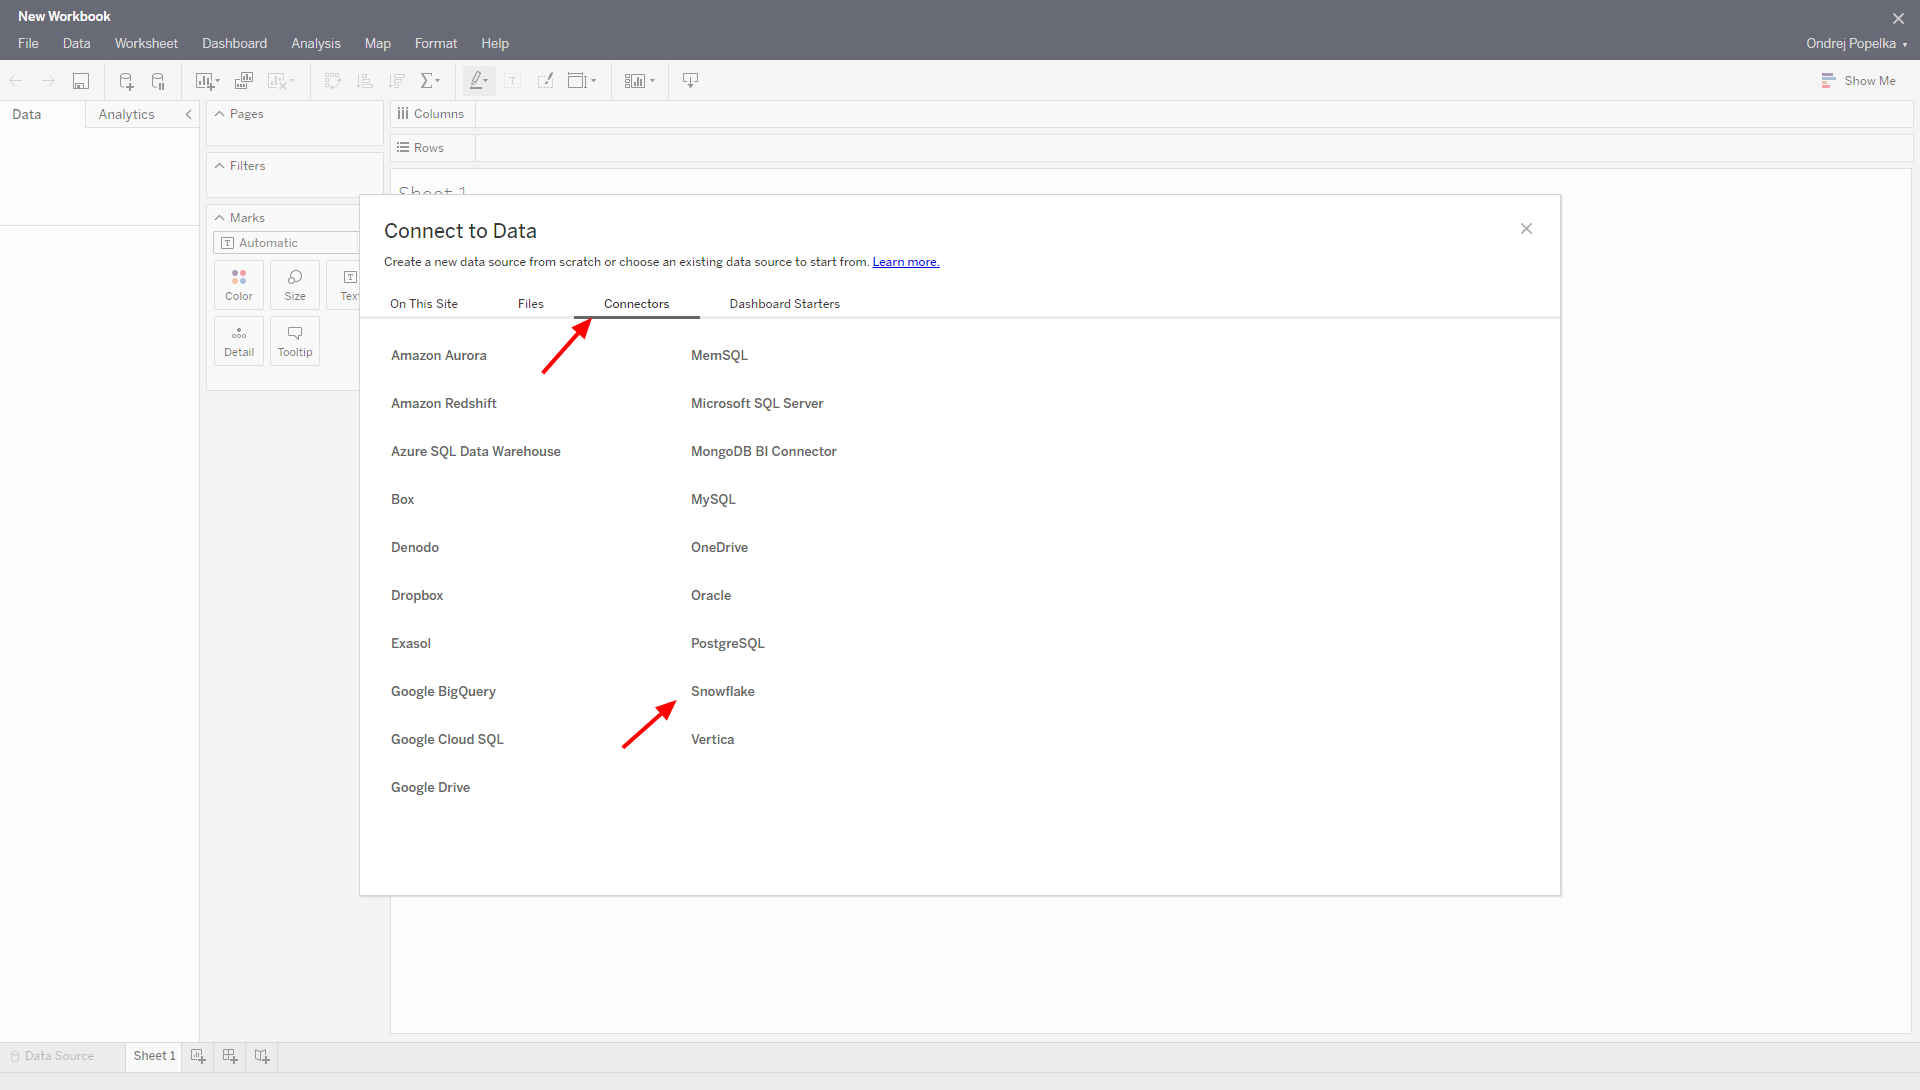 New Workbook
File Data Worksheet Dashboard Analysis Map Format Help
Ondrej Popelka
Show Me
Data Analytics
Pages
Columns
Rows
Filters
Sheet 1
Marks
Automatic
Color Size Text
Detail Tooltip
Connect to Data
Create a new data source from scratch or choose an existing data source to start from. Learn more.
On This Site Files Connectors Dashboard Starters
Amazon Aurora MemSQL
Amazon Redshift Microsoft SQL Server
Azure SQL Data Warehouse MongoDB BI Connector
Box MySQL
Denodo OneDrive
Dropbox Oracle
Exasol PostgreSQL
Google BigQuery Snowflake
Google Cloud SQL Vertica
Google Drive
Data Source Sheet 1